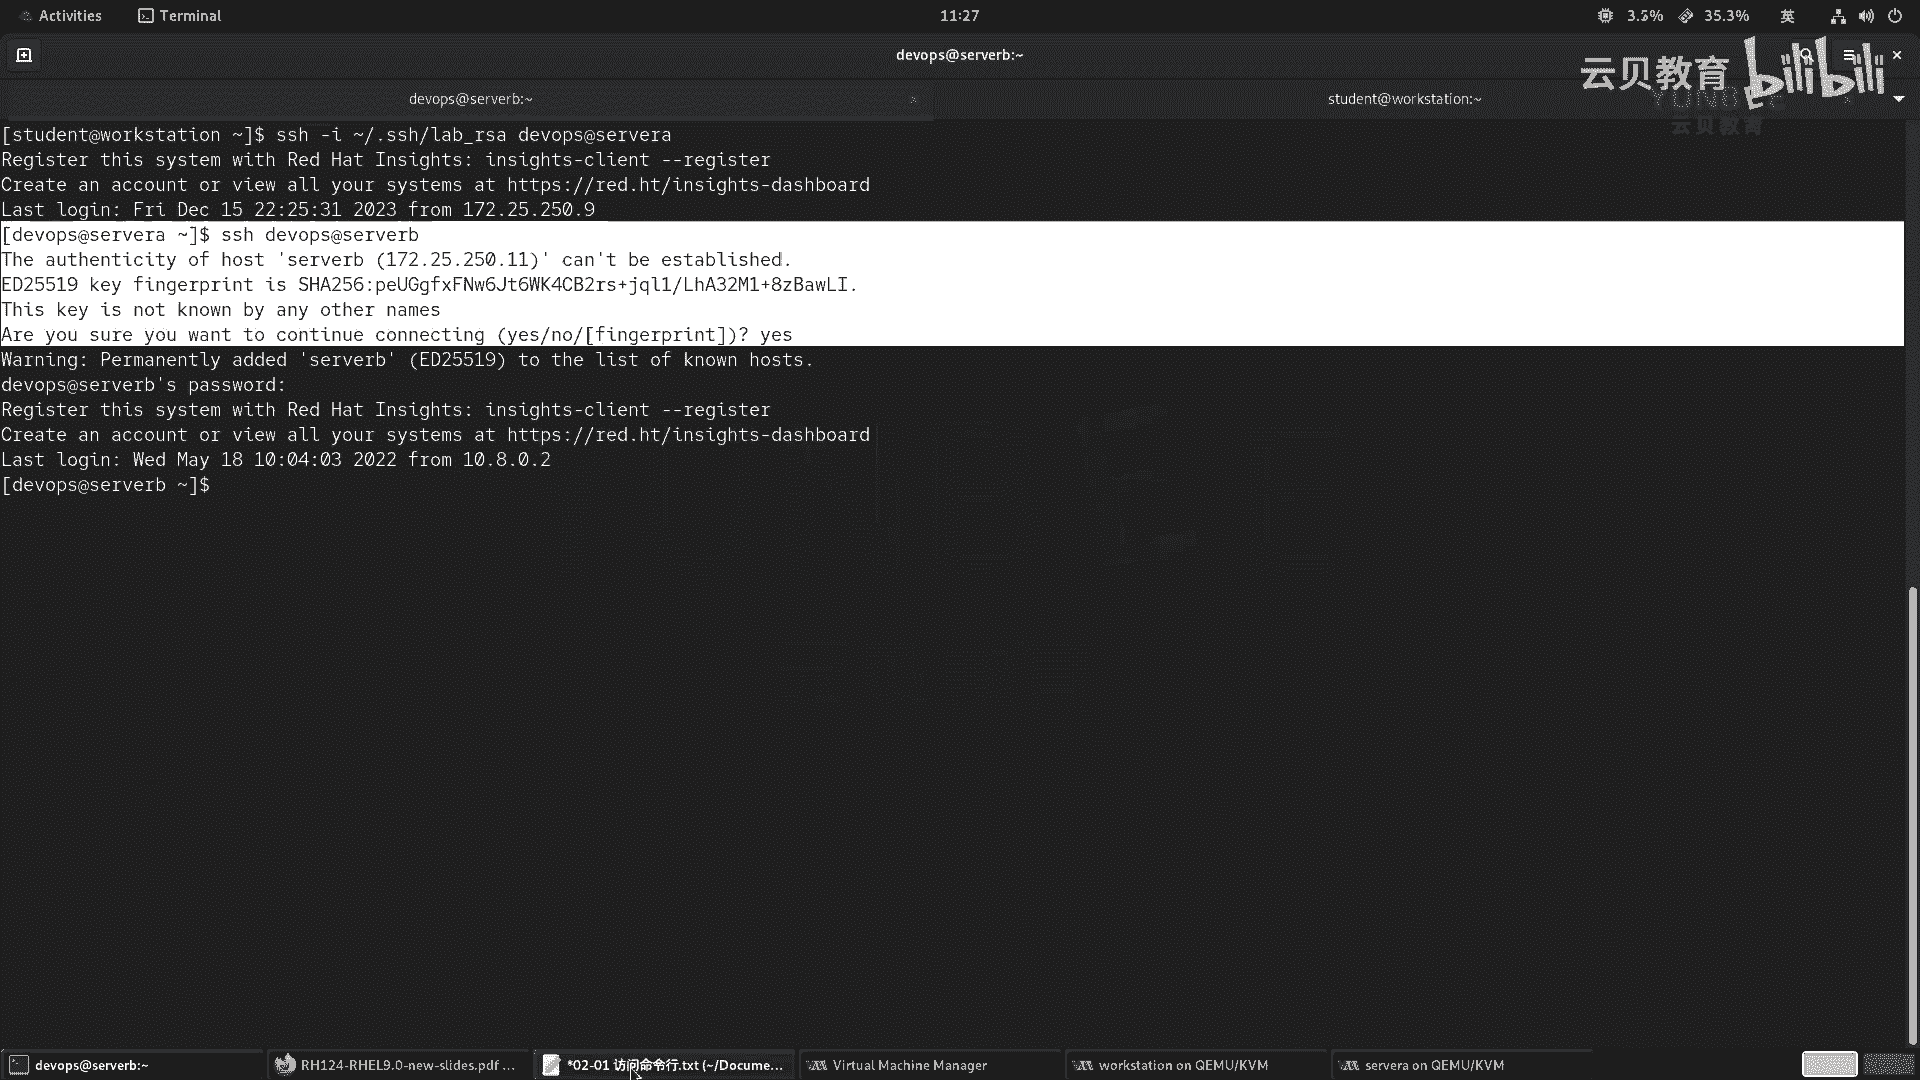 Activities
Terminal
11:27
3.5%
35.3%
英
devops@serverb:~
云贝教育
bilibili
devops@serverb:~
student@workstation:~
云贝教育
[student@workstation ~]$ ssh -i ~/.ssh/lab_rsa devops@servera
Register this system with Red Hat Insights: insights-client --register
Create an account or view all your systems at https://red.ht/insights-dashboard
Last login: Fri Dec 15 22:25:31 2023 from 172.25.250.9
[devops@servera ~]$ ssh devops@serverb
The authenticity of host 'serverb (172.25.250.11)' can't be established.
ED25519 key fingerprint is SHA256:peUGgfxFNw6Jt6WK4CB2rs+jql1/LhA32M1+8zBawLI.
This key is not known by any other names
Are you sure you want to continue connecting (yes/no/[fingerprint])? yes
Warning: Permanently added 'serverb' (ED25519) to the list of known hosts.
devops@serverb's password:
Register this system with Red Hat Insights: insights-client --register
Create an account or view all your systems at https://red.ht/insights-dashboard
Last login: Wed May 18 10:04:03 2022 from 10.8.0.2
[devops@serverb ~]$
devops@serverb:~
RH124-RHEL9.0-new-slides.pdf ...
*02-01 访问命令行.txt (~/Docume...
Virtual Machine Manager
workstation on QEMU/KVM
servera on QEMU/KVM